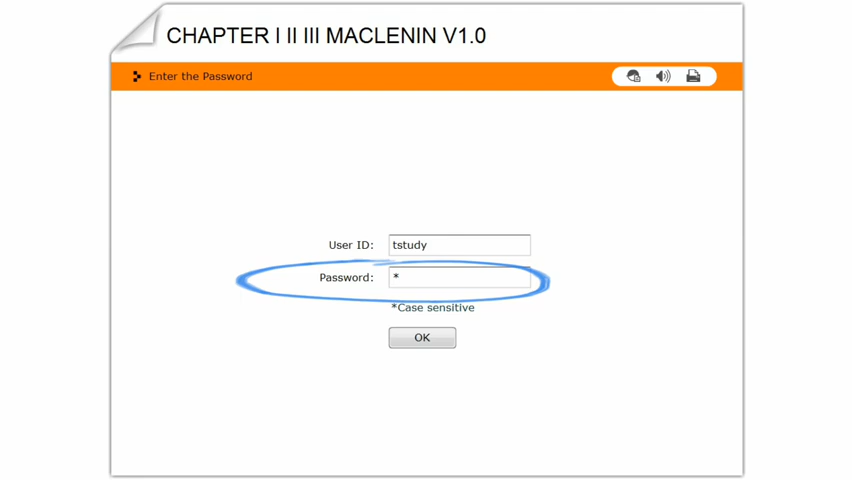 CHAPTER I II III MACLENIN V1.0
Enter the Password
User ID: tstudy
Password: *
*Case sensitive
OK